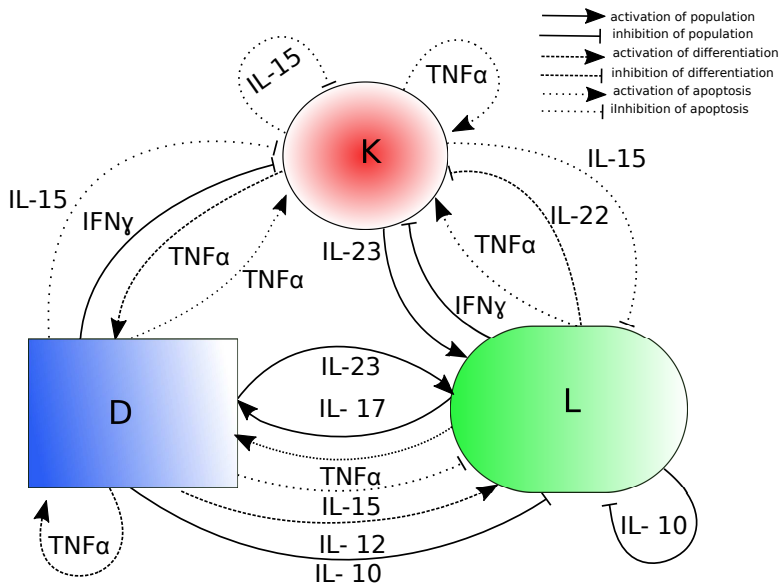 activation of population
inhibition of population
activation of differentiation
inhibition of differentiation
activation of apoptosis
iInhibition of apoptosis
IL-15
TNFα
K
IL-15
IL-15
IFNɣ
IL-22
IL-23
TNFα
TNFα
TNFα
IFNɣ
IL-23
D
IL- 17
L
TNFα
IL-15
TNFα
IL- 12
IL- 10
IL- 10